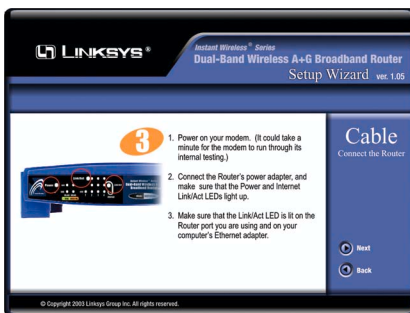 LINKSYS®
Instant Wireless® Series
Dual-Band Wireless A+G Broadband Router
Setup Wizard ver. 1.05
3
1. Power on your modem. (It could take a
minute for the modem to run through its
internal testing.)
2. Connect the Router's power adapter, and
make sure that the Power and Internet
Link/Act LEDs light up.
3. Make sure that the Link/Act LED is lit on the
Router port you are using and on your
computer's Ethernet adapter.
Cable
Connect the Router
Next
Back
© Copyright 2003 Linksys Group Inc. All rights reserved.